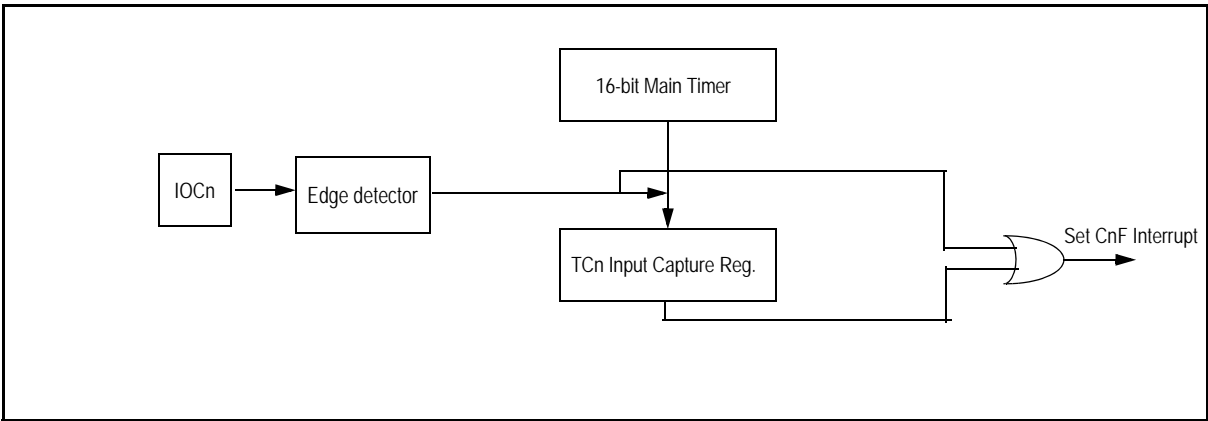 16-bit Main Timer
IOCn
Edge detector
TCn Input Capture Reg.
Set CnF Interrupt